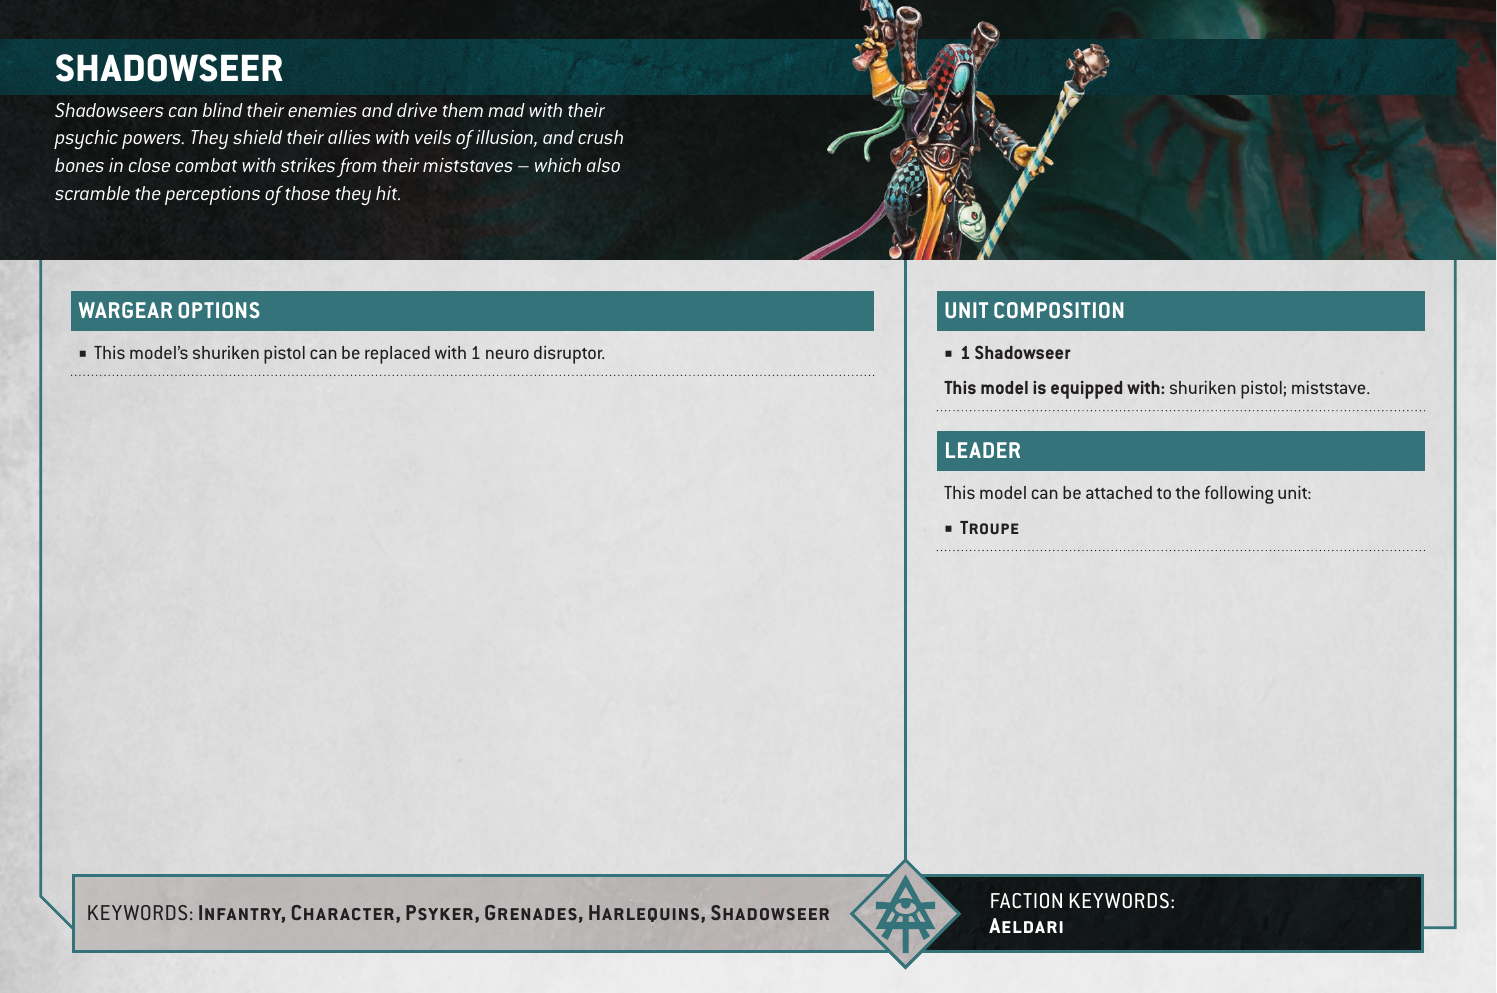 SHADOWSEER
Shadowseers can blind their enemies and drive them mad with their
psychic powers. They shield their allies with veils of illusion, and crush
bones in close combat with strikes from their miststaves – which also
scramble the perceptions of those they hit.
WARGEAR OPTIONS
▪ This model’s shuriken pistol can be replaced with 1 neuro disruptor.
UNIT COMPOSITION
▪ 1 Shadowseer
This model is equipped with: shuriken pistol; miststave.
LEADER
This model can be attached to the following unit:
▪ Troupe
KEYWORDS: Infantry, Character, Psyker, Grenades, Harlequins, Shadowseer
FACTION KEYWORDS:
Aeldari